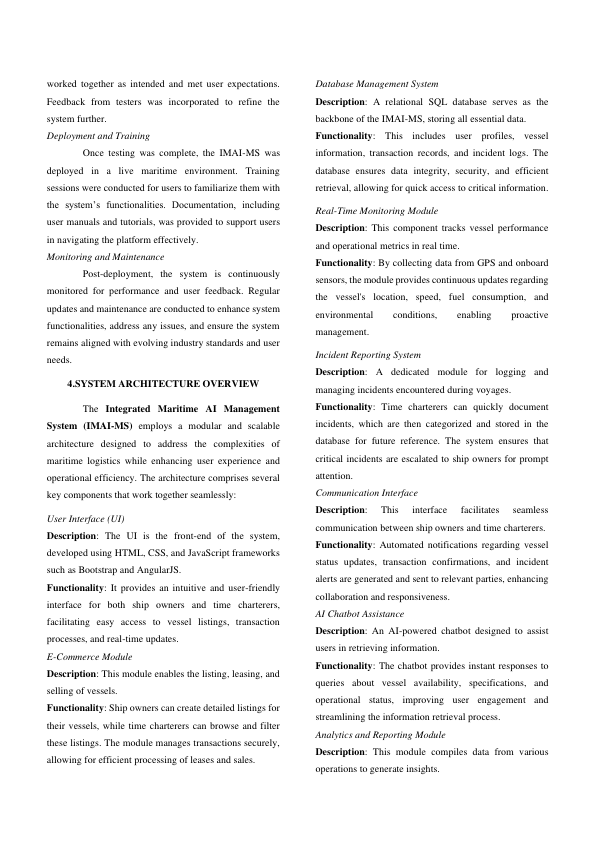 worked together as intended and met user expectations.
Feedback from testers was incorporated to refine the
system further.
Deployment and Training
Once testing was complete, the IMAI-MS was
deployed in a live maritime environment. Training
sessions were conducted for users to familiarize them with
the system’s functionalities. Documentation, including
user manuals and tutorials, was provided to support users
in navigating the platform effectively.
Monitoring and Maintenance
Post-deployment, the system is continuously
monitored for performance and user feedback. Regular
updates and maintenance are conducted to enhance system
functionalities, address any issues, and ensure the system
remains aligned with evolving industry standards and user
needs.
4.SYSTEM ARCHITECTURE OVERVIEW
The Integrated Maritime AI Management
System (IMAI-MS) employs a modular and scalable
architecture designed to address the complexities of
maritime logistics while enhancing user experience and
operational efficiency. The architecture comprises several
key components that work together seamlessly:
User Interface (UI)
Description: The UI is the front-end of the system,
developed using HTML, CSS, and JavaScript frameworks
such as Bootstrap and AngularJS.
Functionality: It provides an intuitive and user-friendly
interface for both ship owners and time charterers,
facilitating easy access to vessel listings, transaction
processes, and real-time updates.
E-Commerce Module
Description: This module enables the listing, leasing, and
selling of vessels.
Functionality: Ship owners can create detailed listings for
their vessels, while time charterers can browse and filter
these listings. The module manages transactions securely,
allowing for efficient processing of leases and sales.
Database Management System
Description: A relational SQL database serves as the
backbone of the IMAI-MS, storing all essential data.
Functionality: This includes user profiles, vessel
information, transaction records, and incident logs. The
database ensures data integrity, security, and efficient
retrieval, allowing for quick access to critical information.
Real-Time Monitoring Module
Description: This component tracks vessel performance
and operational metrics in real time.
Functionality: By collecting data from GPS and onboard
sensors, the module provides continuous updates regarding
the vessel's location, speed, fuel consumption, and
environmental conditions, enabling proactive
management.
Incident Reporting System
Description: A dedicated module for logging and
managing incidents encountered during voyages.
Functionality: Time charterers can quickly document
incidents, which are then categorized and stored in the
database for future reference. The system ensures that
critical incidents are escalated to ship owners for prompt
attention.
Communication Interface
Description: This interface facilitates seamless
communication between ship owners and time charterers.
Functionality: Automated notifications regarding vessel
status updates, transaction confirmations, and incident
alerts are generated and sent to relevant parties, enhancing
collaboration and responsiveness.
AI Chatbot Assistance
Description: An AI-powered chatbot designed to assist
users in retrieving information.
Functionality: The chatbot provides instant responses to
queries about vessel availability, specifications, and
operational status, improving user engagement and
streamlining the information retrieval process.
Analytics and Reporting Module
Description: This module compiles data from various
operations to generate insights.